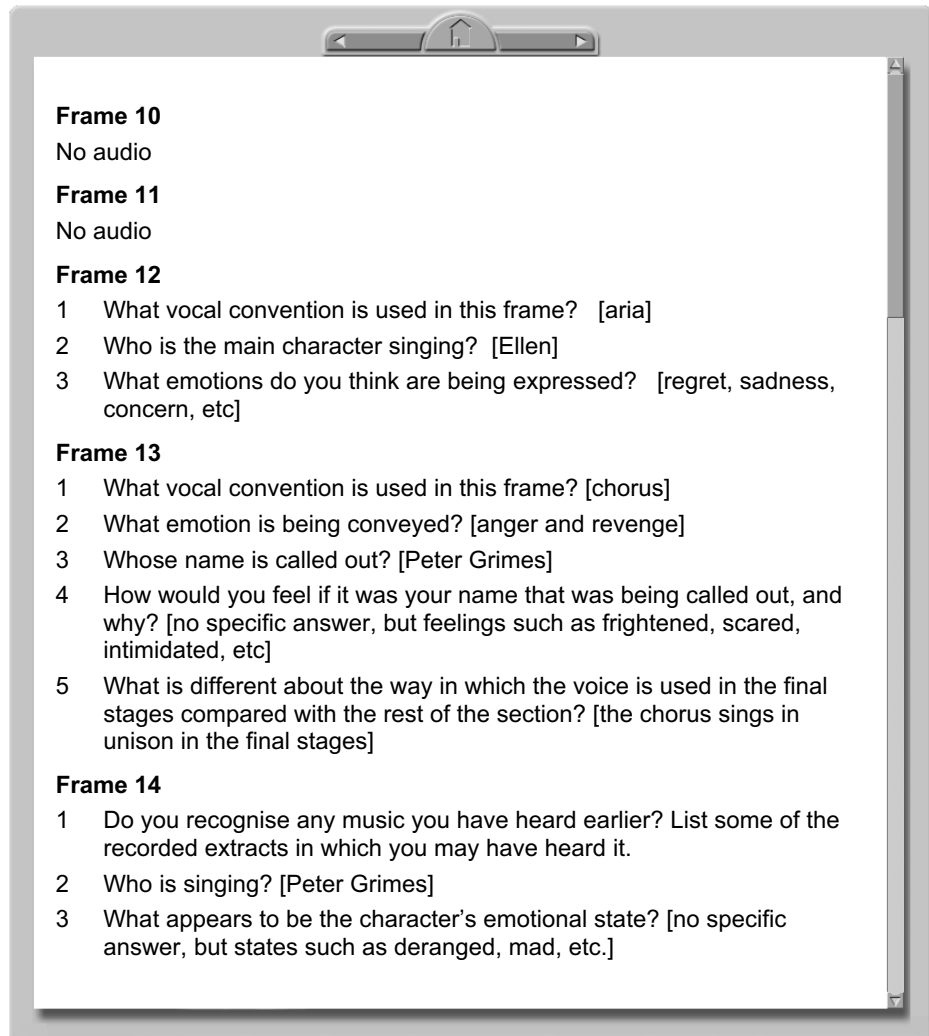 Frame 10
No audio
Frame 11
No audio
Frame 12
1 What vocal convention is used in this frame? [aria]
2 Who is the main character singing? [Ellen]
3 What emotions do you think are being expressed? [regret, sadness,
concern, etc]
Frame 13
1 What vocal convention is used in this frame? [chorus]
2 What emotion is being conveyed? [anger and revenge]
3 Whose name is called out? [Peter Grimes]
4 How would you feel if it was your name that was being called out, and
why? [no specific answer, but feelings such as frightened, scared,
intimidated, etc]
5 What is different about the way in which the voice is used in the final
stages compared with the rest of the section? [the chorus sings in
unison in the final stages]
Frame 14
1 Do you recognise any music you have heard earlier? List some of the
recorded extracts in which you may have heard it.
2 Who is singing? [Peter Grimes]
3 What appears to be the character’s emotional state? [no specific
answer, but states such as deranged, mad, etc.]